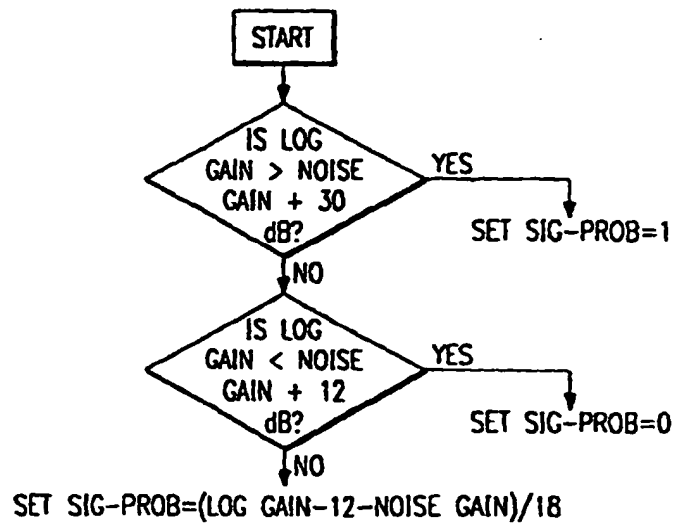 START
IS LOG
GAIN > NOISE
GAIN + 30
dB?
YES
SET SIG-PROB=1
NO
IS LOG
GAIN < NOISE
GAIN + 12
dB?
YES
SET SIG-PROB=0
NO
SET SIG-PROB=(LOG GAIN-12-NOISE GAIN)/18